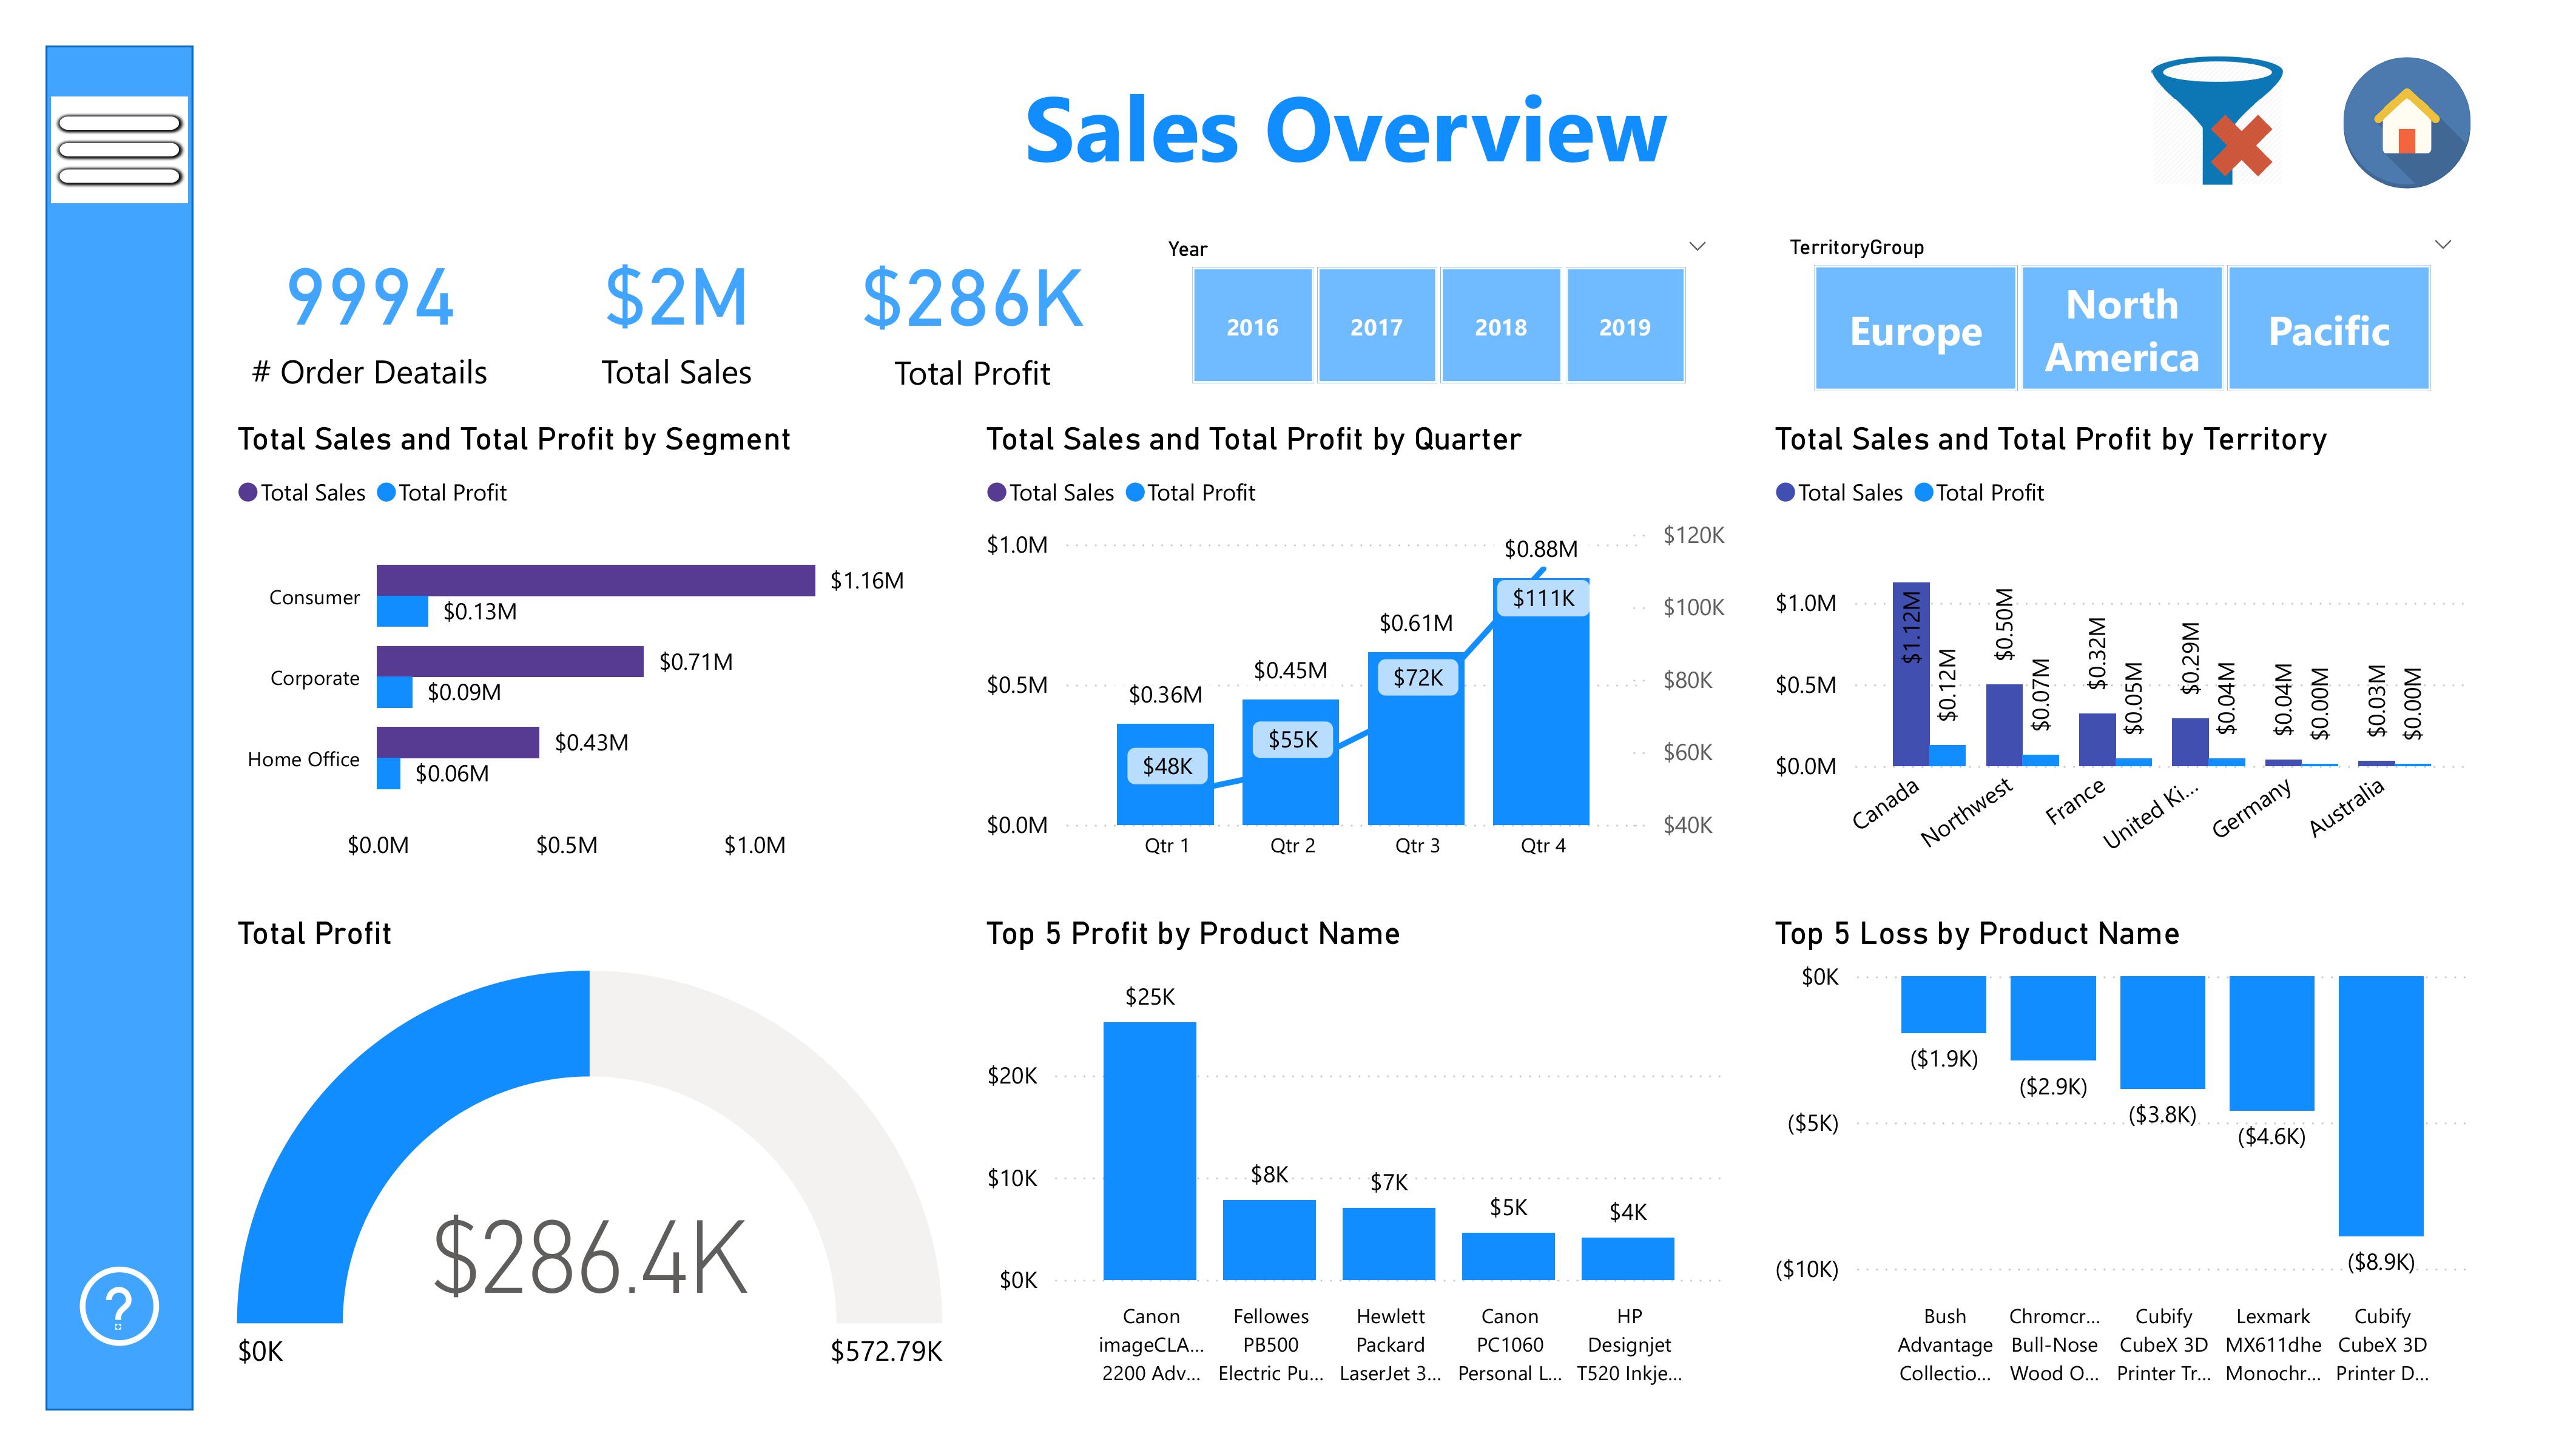 Sales Overview
9994
# Order Deatails
$2M
Total Sales
$286K
Total Profit
Year
2016
2017
2018
2019
TerritoryGroup
Europe
North
America
Pacific
Total Sales and Total Profit by Segment
Total Sales Total Profit
Consumer
$1.16M
$0.13M
Corporate
$0.71M
$0.09M
Home Office
$0.43M
$0.06M
$0.0M $0.5M $1.0M
Total Sales and Total Profit by Quarter
Total Sales Total Profit
$1.0M
$0.5M
$0.0M
$120K
$100K
$80K
$60K
$40K
$0.36M
$0.45M
$0.61M
$0.88M
$48K
$55K
$72K
$111K
Qtr 1 Qtr 2 Qtr 3 Qtr 4
Total Sales and Total Profit by Territory
Total Sales Total Profit
$1.0M
$0.5M
$0.0M
$1.12M
$0.12M
$0.50M
$0.07M
$0.32M
$0.05M
$0.29M
$0.04M
$0.04M
$0.00M
$0.03M
$0.00M
Canada
Northwest
France
United Ki...
Germany
Australia
Total Profit
$286.4K
$0K
$572.79K
Top 5 Profit by Product Name
$20K
$10K
$0K
$25K
$8K
$7K
$5K
$4K
Canon
imageCLA...
2200 Adv...
Fellowes
PB500
Electric Pu...
Hewlett
Packard
LaserJet 3...
Canon
PC1060
Personal L...
HP
Designjet
T520 Inkje...
Top 5 Loss by Product Name
$0K
($5K)
($10K)
($1.9K)
($2.9K)
($3.8K)
($4.6K)
($8.9K)
Bush
Advantage
Collectio...
Chromcr...
Bull-Nose
Wood O...
Cubify
CubeX 3D
Printer Tr...
Lexmark
MX611dhe
Monochr...
Cubify
CubeX 3D
Printer D...
?